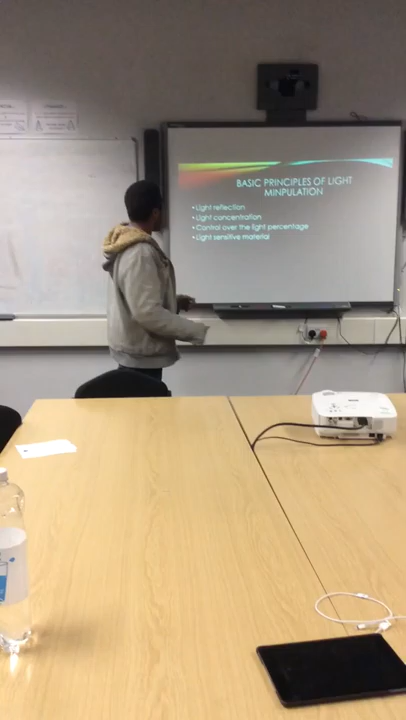 BASIC PRINCIPLES OF LIGHT
MINPULATION
• Light reflection
• Light concentration
• Control over the light percentage
• Light sensitive material